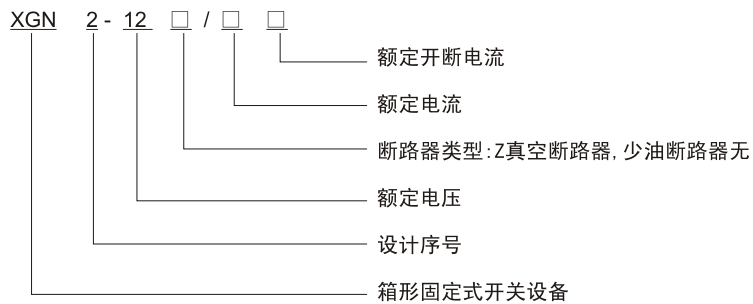 XGN 2-12 □ / □ □
额定开断电流
额定电流
断路器类型:Z真空断路器,少油断路器无
额定电压
设计序号
箱形固定式开关设备